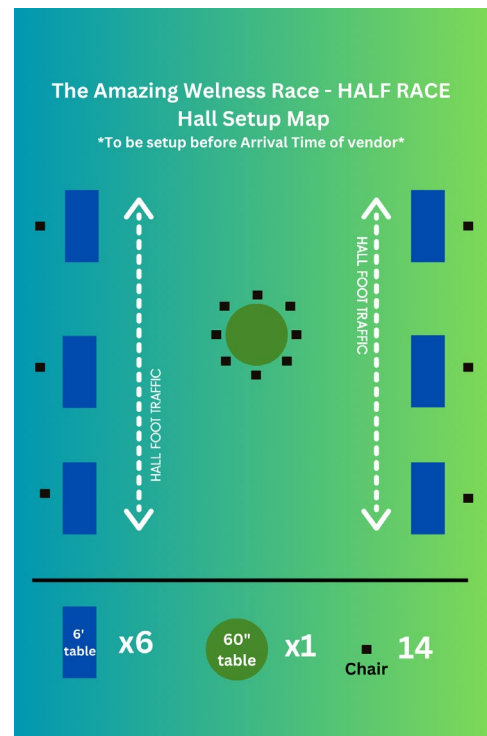 The Amazing Welness Race - HALF RACE
Hall Setup Map
*To be setup before Arrival Time of vendor*
HALL FOOT TRAFFIC
HALL FOOT TRAFFIC
6'
table
x6
60"
table
x1
Chair
14